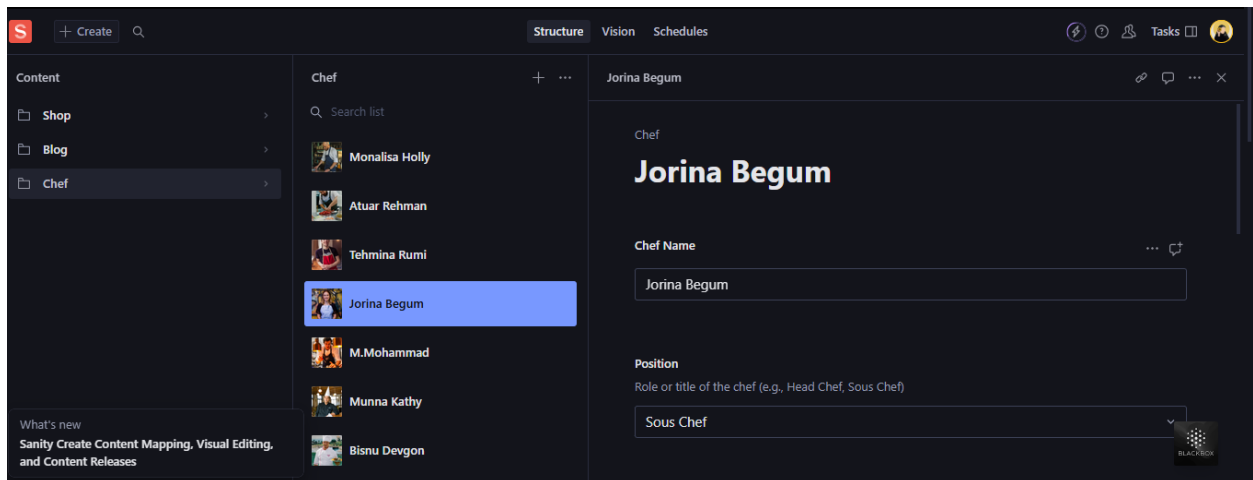 S
Create
Structure
Vision
Schedules
Tasks
Content
Shop
Blog
Chef
Chef
Search list
Monalisa Holly
Atuar Rehman
Tehmina Rumi
Jorina Begum
M.Mohammad
Munna Kathy
Bisnu Devgon
Jorina Begum
Chef
Jorina Begum
Chef Name
Jorina Begum
Position
Role or title of the chef (e.g., Head Chef, Sous Chef)
Sous Chef
What's new
Sanity Create Content Mapping, Visual Editing,
and Content Releases
BLACKBOX